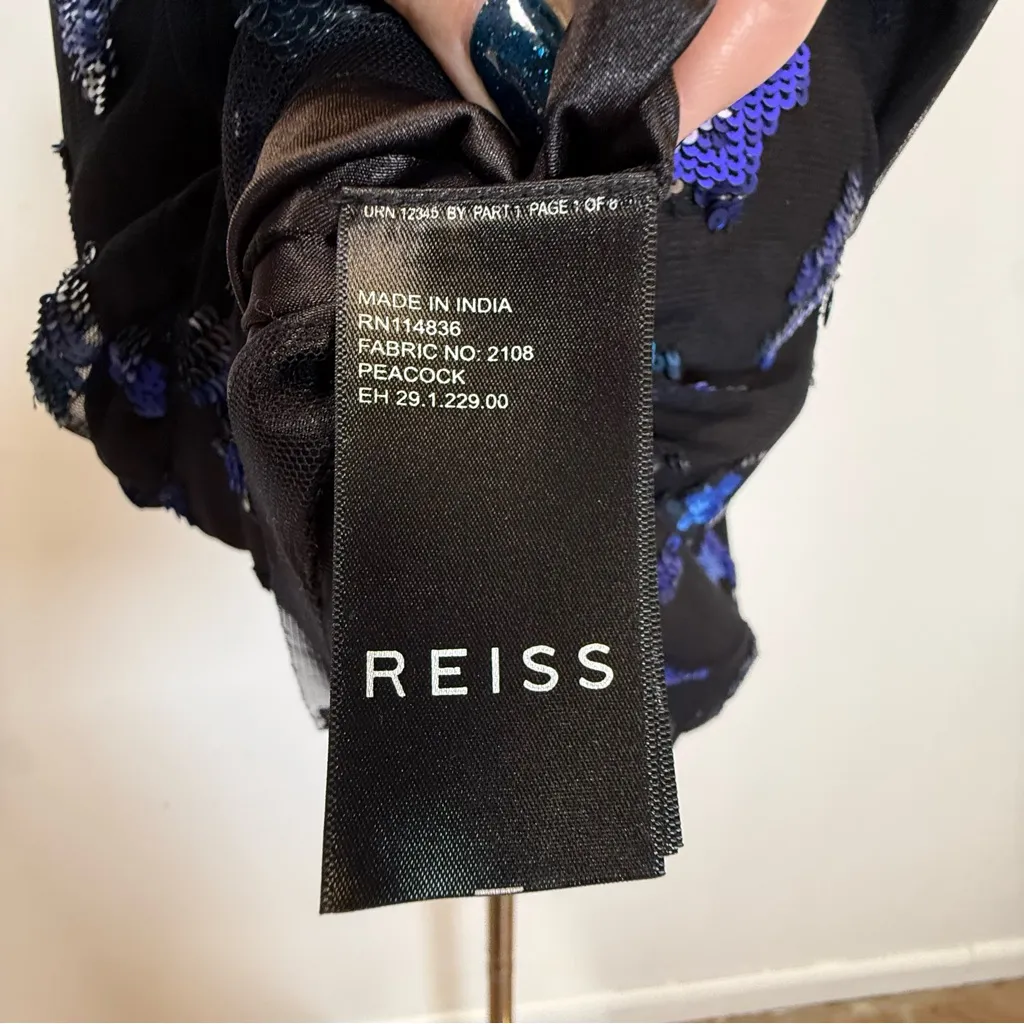 URN 12345 BY PART 1 PAGE 1 OF 8
MADE IN INDIA
RN114836
FABRIC NO: 2108
PEACOCK
EH 29.1.229.00
REISS